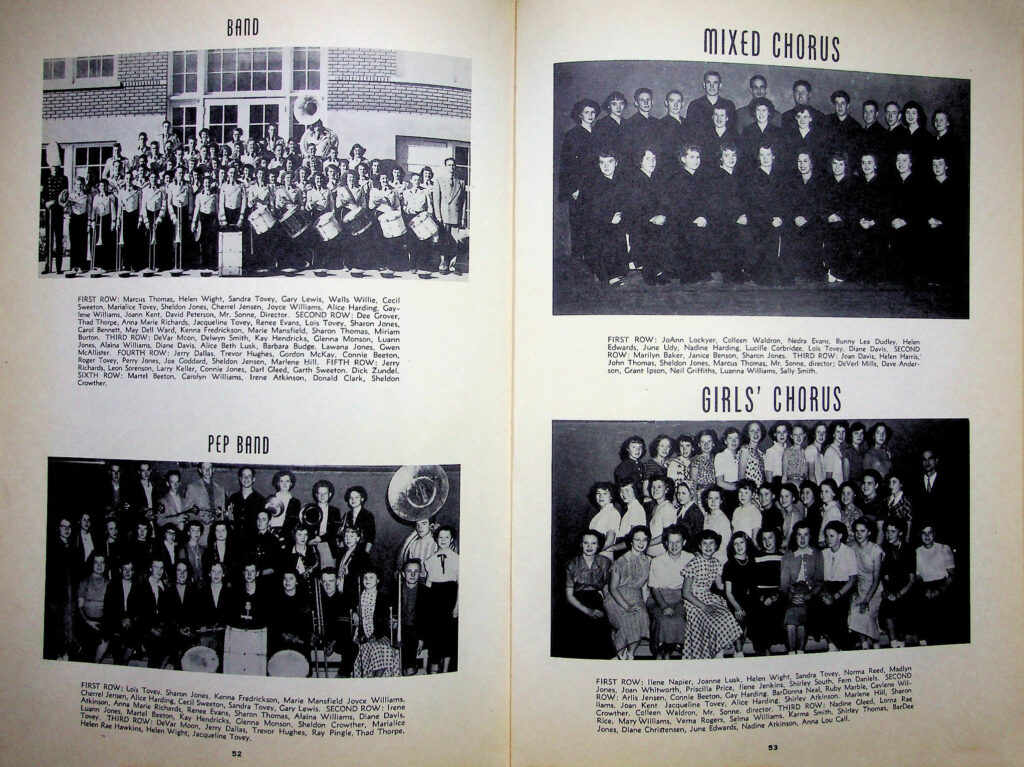 BAND
FIRST ROW: Marcus Thomas, Helen Wight, Sandra Tovey, Gary Lewis, Wells Willie, Cecil
Sweeton, Marialice Tovey, Sheldon Jones, Cherrel Jensen, Joyce Williams, Alice Harding, Gay-
lene Williams, Joann Kent, David Peterson, Mr. Sonne, Director. SECOND ROW: Dee Grover,
Thad Thorpe, Anna Marie Richards, Jacqueline Tovey, Renee Evans, Lois Tovey, Sharon Jones,
Carol Bennett, May Dell Ward, Kenna Fredrickson, Marie Mansfield, Sharon Thomas, Miriam
Burton. THIRD ROW: DeVar Moon, Delwyn Smith, Kay Hendricks, Glenna Monson, Luann
Jones, Alaina Williams, Diane Davis, Alice Beth Lusk, Barbara Budge, Lawana Jones, Gwen
McAllister. FOURTH ROW: Jerry Dallas, Trevor Hughes, Gordon McKay, Connie Beeton,
Roger Tovey, Perry Jones, Joe Goddard, Sheldon Jensen, Marlene Hill. FIFTH ROW: Jerry
Richards, Leon Sorenson, Larry Keller, Connie Jones, Darl Gleed, Garth Sweeton, Dick Zundel.
SIXTH ROW: Martel Beeton, Carolyn Williams, Irene Atkinson, Donald Clark, Sheldon
Crowther.
PEP BAND
FIRST ROW: Lois Tovey, Sharon Jones, Kenna Fredrickson, Marie Mansfield Joyce Williams,
Cherrel Jensen, Alice Harding, Cecil Sweeton, Sandra Tovey, Gary Lewis. SECOND ROW: Irene
Atkinson, Anna Marie Richards, Renee Evans, Sharon Thomas, Alaina Williams, Diane Davis,
Luann Jones, Martel Beeton, Kay Hendricks, Glenna Monson, Sheldon Crowther, Marialice
Tovey. THIRD ROW: DeVar Moon, Jerry Dallas, Trevor Hughes, Ray Pingle, Thad Thorpe,
Helen Rae Hawkins, Helen Wight, Jacqueline Tovey.
52
MIXED CHORUS
FIRST ROW: JoAnn Lockyer, Colleen Waldron, Nedra Evans, Bunny Lea Dudley, Helen
Edwards, June Udy, Nadine Harding, Lucille Corbridge, Lois Tovey, Diane Davis. SECOND
ROW: Marilyn Baker, Janice Benson, Sharon Jones. THIRD ROW: Joan Davis, Helen Harris,
John Thomas, Sheldon Jones, Marcus Thomas, Mr. Sonne, director; DeVerl Mills, Dave Ander-
son, Grant Ipson, Neil Griffiths, Luanna Williams, Sally Smith.
GIRLS' CHORUS
FIRST ROW: Ilene Napier, Joanne Lusk, Helen Wight, Sandra Tovey, Norma Reed, Madlyn
Jones, Joan Whitworth, Priscilla Price, Ilene Jenkins, Shirley South, Fern Daniels. SECOND
ROW: Arlis Jensen, Connie Beeton, Gay Harding, BarDonna Neal, Ruby Marble, Gaylene Wil-
liams, Joan Kent Jacqueline Tovey, Alice Harding, Shirley Atkinson, Marlene Hill, Sharon
Crowther, Colleen Waldron, Mr. Sonne, director. THIRD ROW: Nadine Gleed, Lorna Rae
Rice, Mary Williams, Verna Rogers, Selma Williams, Karma Smith, Shirley Thomas, BarDee
Jones, Diane Christensen, June Edwards, Nadine Atkinson, Anna Lou Call.
53